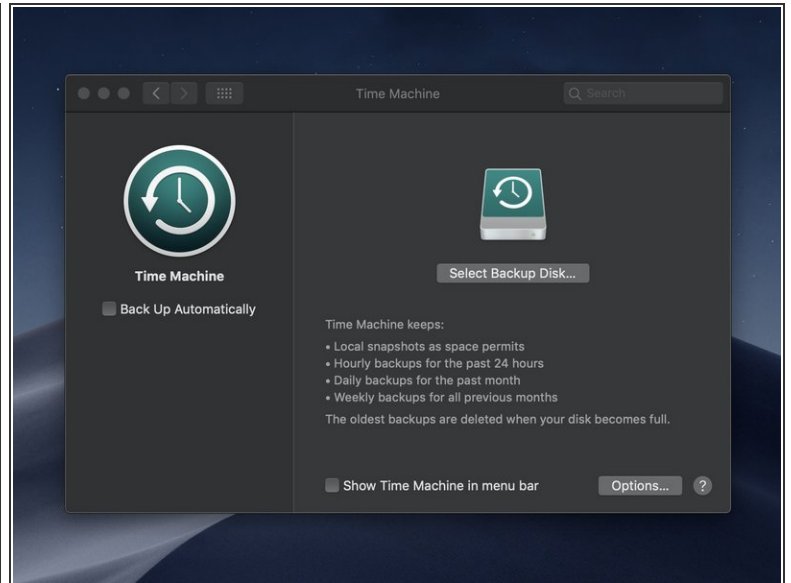 Time Machine
Search
Time Machine
Back Up Automatically
Select Backup Disk...
Time Machine keeps:
• Local snapshots as space permits
• Hourly backups for the past 24 hours
• Daily backups for the past month
• Weekly backups for all previous months
The oldest backups are deleted when your disk becomes full.
Show Time Machine in menu bar
Options...
?